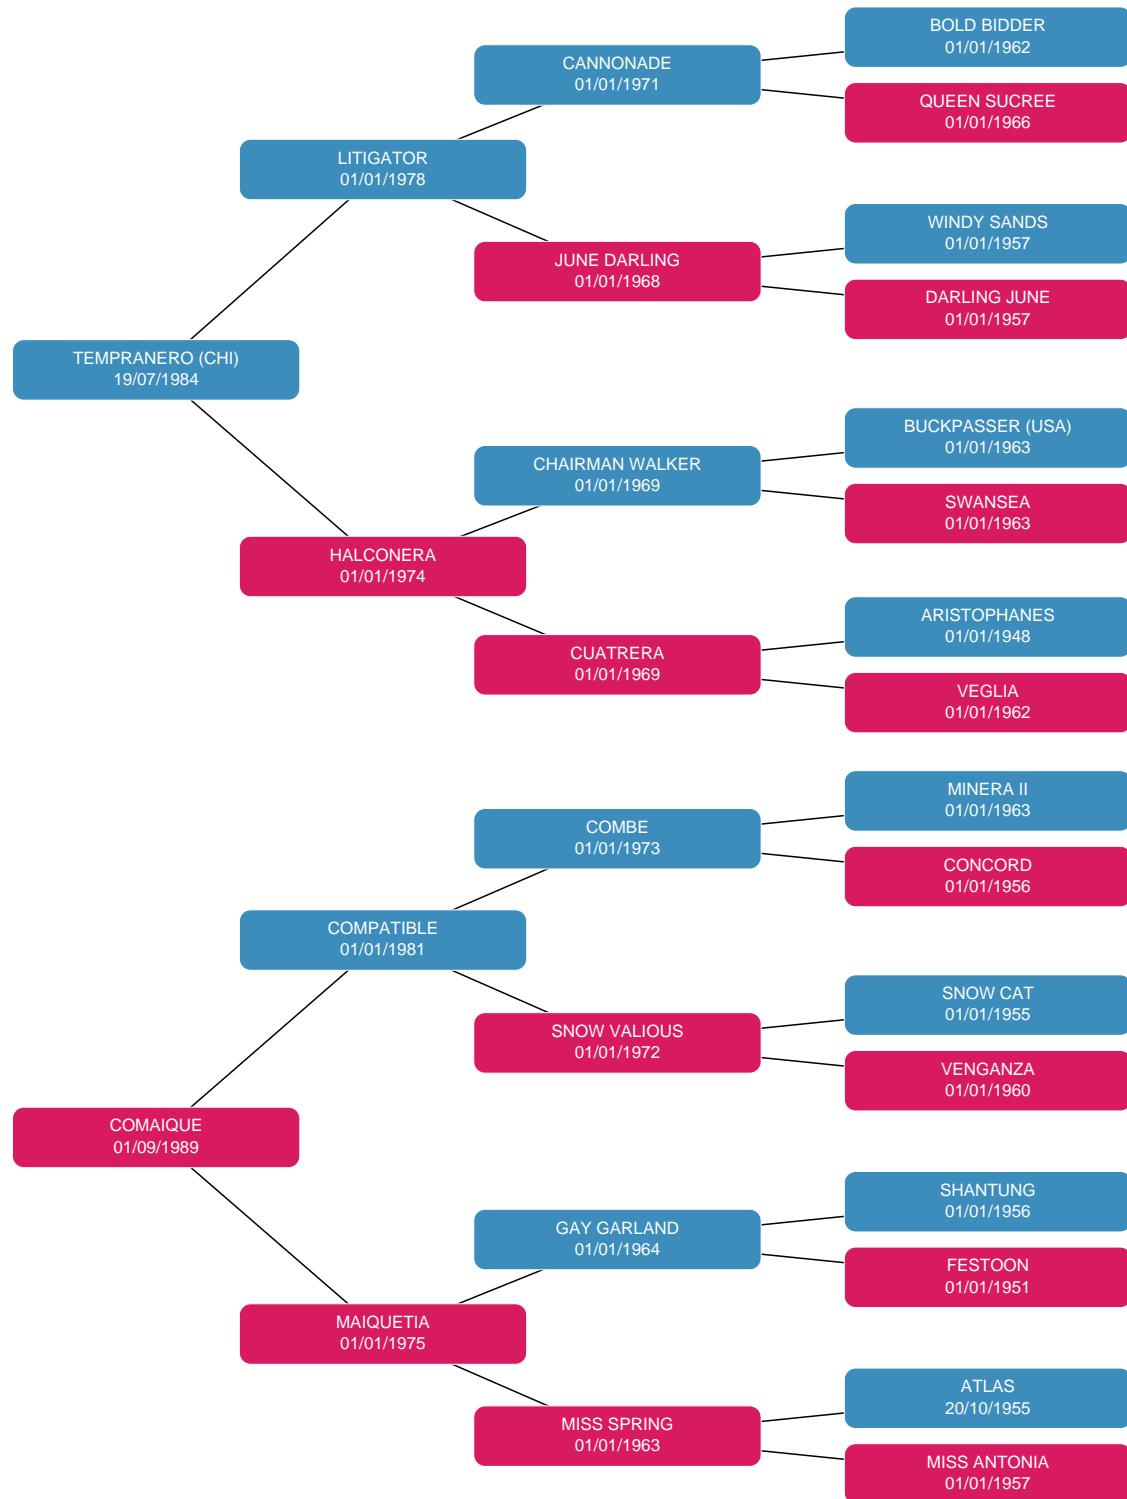 BOLD BIDDER
01/01/1962
CANNONADE
01/01/1971
QUEEN SUCREE
01/01/1966
LITIGATOR
01/01/1978
WINDY SANDS
01/01/1957
JUNE DARLING
01/01/1968
DARLING JUNE
01/01/1957
TEMPRANERO (CHI)
19/07/1984
BUCKPASSER (USA)
01/01/1963
CHAIRMAN WALKER
01/01/1969
SWANSEA
01/01/1963
HALCONERA
01/01/1974
ARISTOPHANES
01/01/1948
CUATRERA
01/01/1969
VEGLIA
01/01/1962
MINERA II
01/01/1963
COMBE
01/01/1973
CONCORD
01/01/1956
COMPATIBLE
01/01/1981
SNOW CAT
01/01/1955
SNOW VALIOUS
01/01/1972
VENGANZA
01/01/1960
COMAIQUE
01/09/1989
SHANTUNG
01/01/1956
GAY GARLAND
01/01/1964
FESTOON
01/01/1951
MAIQUETIA
01/01/1975
ATLAS
20/10/1955
MISS SPRING
01/01/1963
MISS ANTONIA
01/01/1957